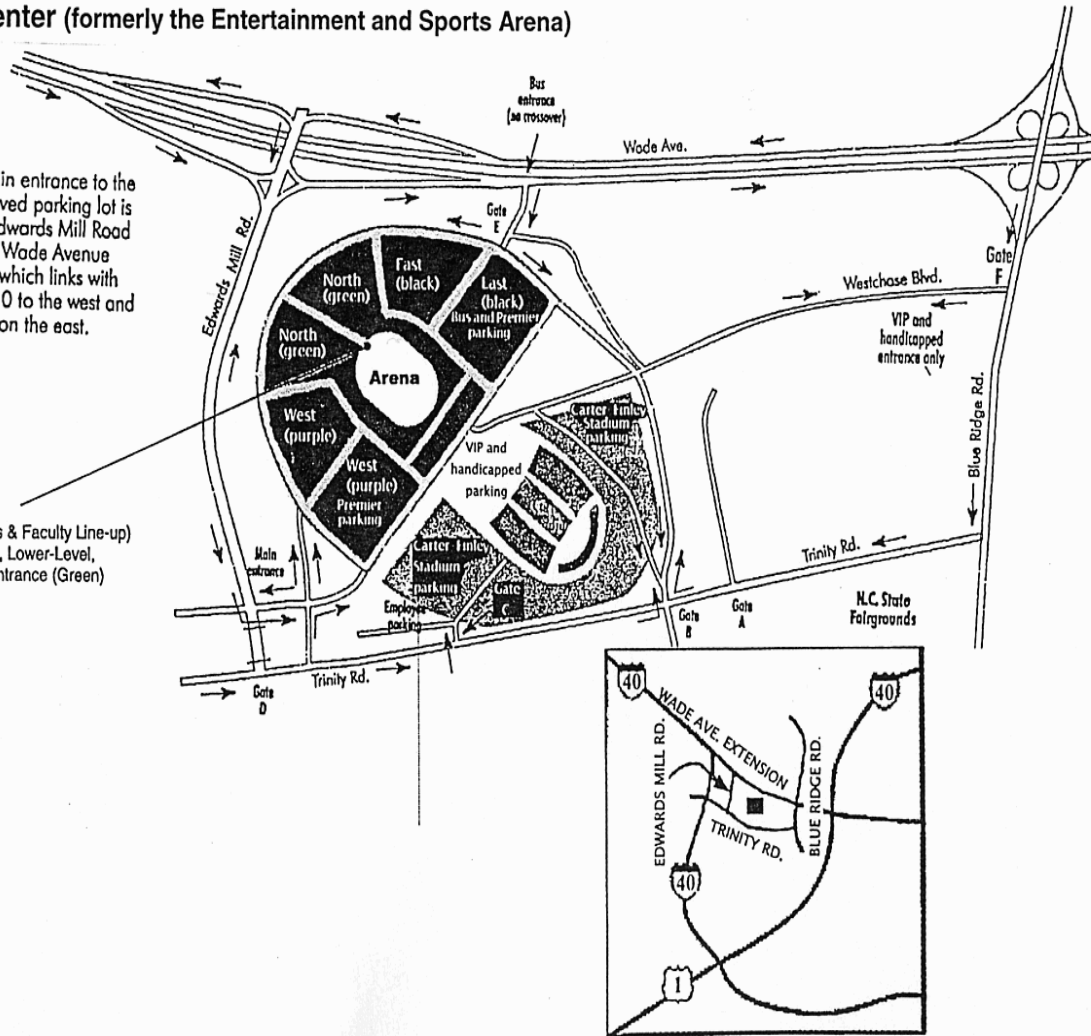 enter (formerly the Entertainment and Sports Arena)
Bus
entrance
(no crossover)
Wade Ave.
in entrance to the
ved parking lot is
dwards Mill Road
Wade Avenue
which links with
0 to the west and
on the east.
Edwards Mill Rd.
Gate
E
Gate
F
Westchase Blvd.
VIP and
handicapped
entrance only
Blue Ridge Rd.
North
(green)
East
(black)
East
(black)
Bus and Premier
parking
North
(green)
Arena
West
(purple)
West
(purple)
Premier
parking
VIP and
handicapped
parking
Carter-Finley
Stadium
parking
s & Faculty Line-up)
, Lower-Level,
ntrance (Green)
Main
entrance
Carter-Finley
Stadium
parking
Employee
parking
Gate
C
Trinity Rd.
Gate
B
Gate
A
N.C. State
Fairgrounds
Trinity Rd.
Gate
D
40
40
WADE AVE. EXTENSION
EDWARDS MILL RD.
BLUE RIDGE RD.
TRINITY RD.
40
1